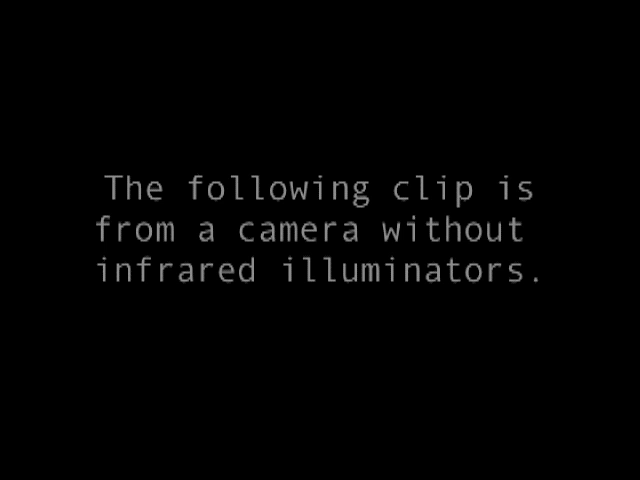 The following clip is
from a camera without
infrared illuminators.